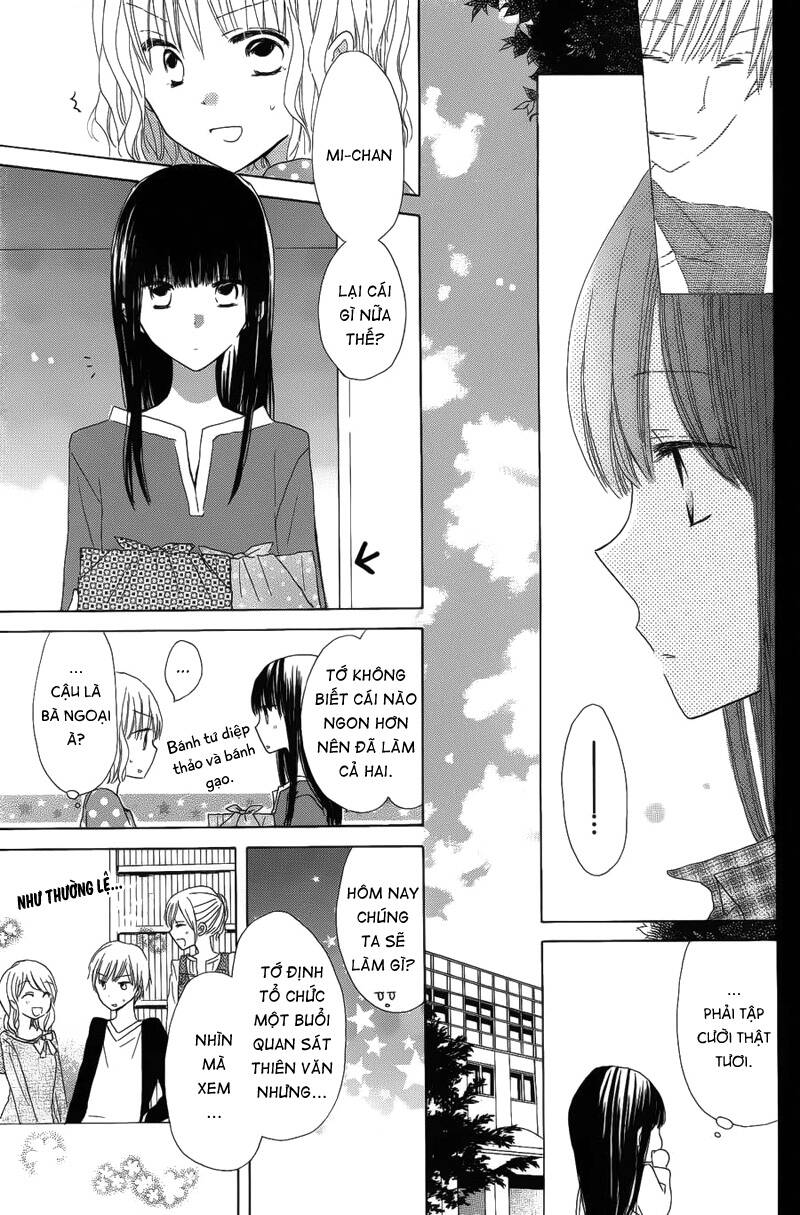 ...
PHẢI TẬP
CƯỜI THẬT
TƯƠI.
MI-CHAN
LẠI CÁI
GÌ NỮA
THẾ?
TỚ KHÔNG
BIẾT CÁI NÀO
NGON HƠN
NÊN ĐÃ LÀM
CẢ HAI.
Bánh tứ diệp
thảo và bánh
gạo.
...
...
CẬU LÀ
BÀ NGOẠI
À?
HÔM NAY
CHÚNG
TA SẼ
LÀM GÌ?
TỚ ĐỊNH
TỔ CHỨC
MỘT BUỔI
QUAN SÁT
THIÊN VĂN
NHƯNG...
NHÌN
MÀ
XEM
...
NHƯ THƯỜNG LỆ...